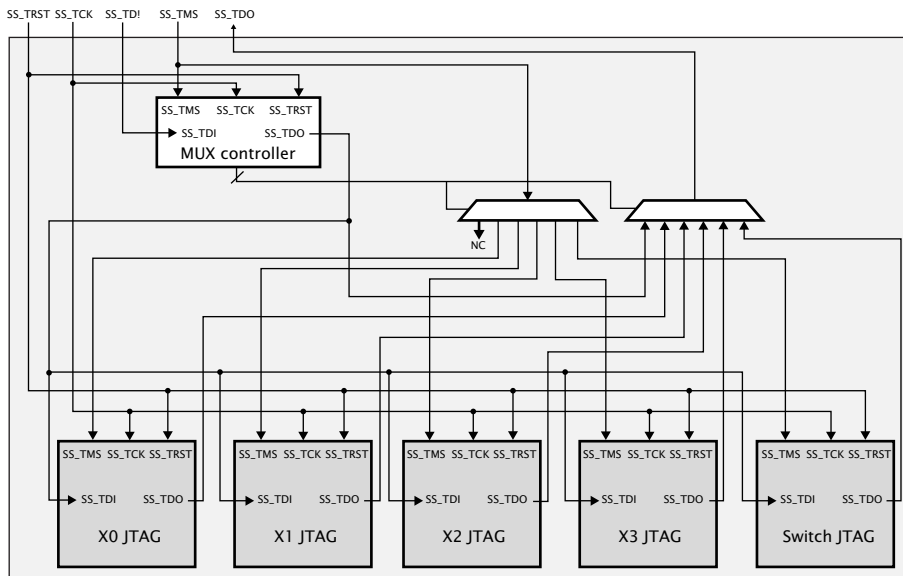 SS_TRST SS_TCK SS_TD! SS_TMS SS_TDO
SS_TMS SS_TCK SS_TRST
SS_TDI SS_TDO
MUX controller
NC
SS_TMS SS_TCK SS_TRST
SS_TDI SS_TDO
X0 JTAG
SS_TMS SS_TCK SS_TRST
SS_TDI SS_TDO
X1 JTAG
SS_TMS SS_TCK SS_TRST
SS_TDI SS_TDO
X2 JTAG
SS_TMS SS_TCK SS_TRST
SS_TDI SS_TDO
X3 JTAG
SS_TMS SS_TCK SS_TRST
SS_TDI SS_TDO
Switch JTAG